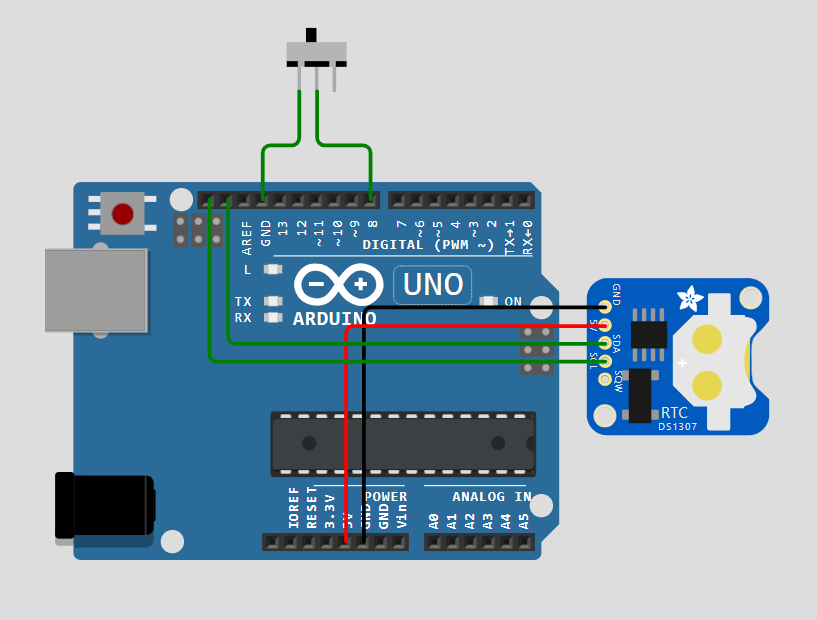 AREF
GND
13
12
~11
~10
~9
8
7
~6
~5
4
~3
2
TX→1
RX←0
DIGITAL (PWM ~)
L
TX
RX
UNO
ON
ARDUINO
GND
5V
SDA
SCL
SQW
RTC
DS1307
POWER
ANALOG IN
IOREF
RESET
3.3V
5V
GND
GND
Vin
A0
A1
A2
A3
A4
A5